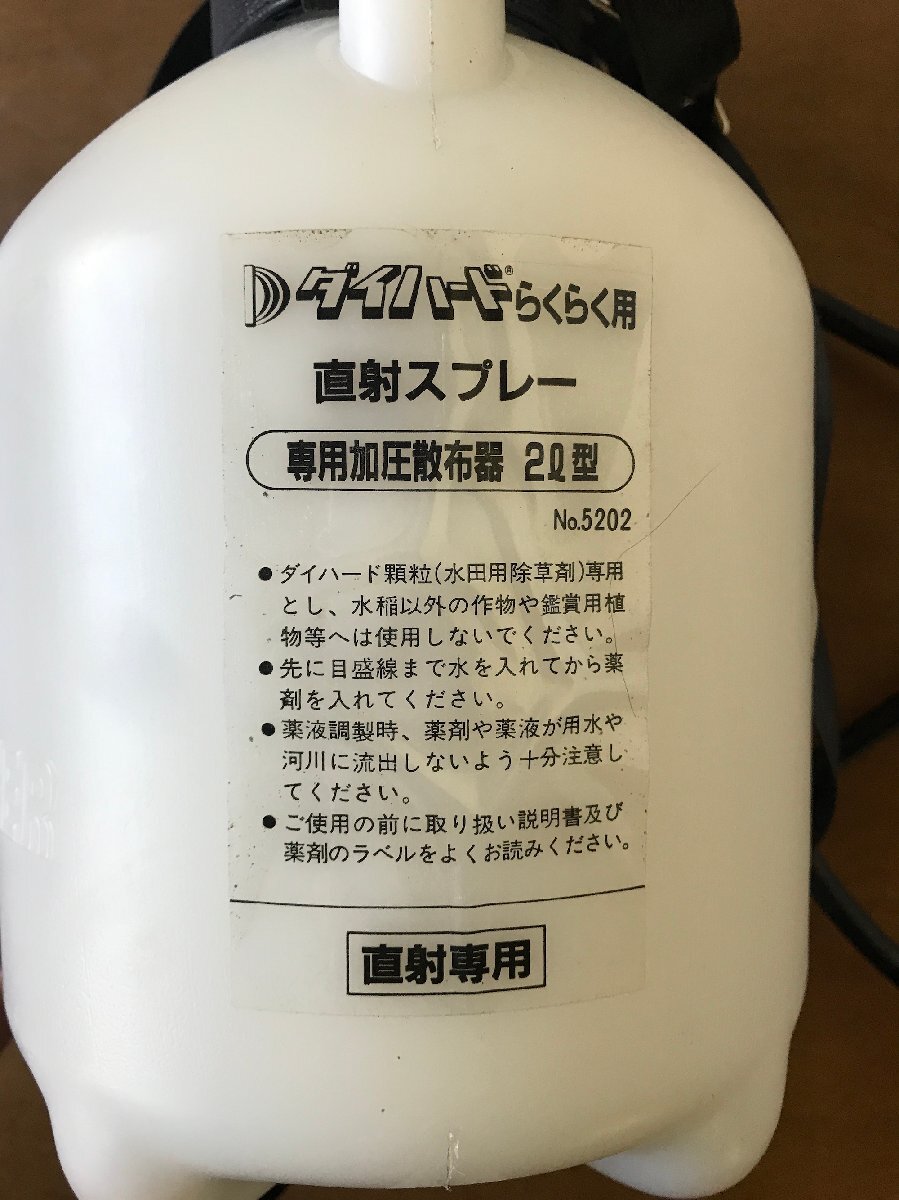 ダイハード®らくらく用
直射スプレー
専用加圧散布器 2ℓ型
No.5202
●ダイハード顆粒(水田用除草剤)専用
とし、水稲以外の作物や鑑賞用植
物等へは使用しないでください。
●先に目盛線まで水を入れてから薬
剤を入れてください。
●薬液調製時、薬剤や薬液が用水や
河川に流出しないよう十分注意し
てください。
●ご使用の前に取り扱い説明書及び
薬剤のラベルをよくお読みください。
直射専用